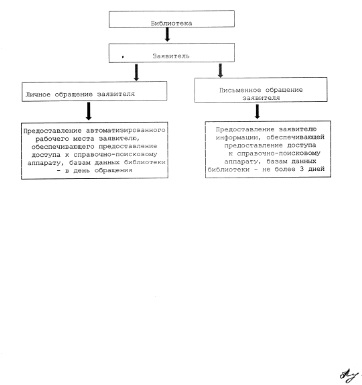 Библиотека
Заявитель
Личное обращение заявителя
Письменное обращение
заявителя
Предоставление автоматизированного
рабочего места заявителю,
обеспечивающего предоставление
доступа к справочно-поисковому
аппарату, базам данных библиотеки
- в день обращения
Предоставление заявителю
информации, обеспечивающей
предоставление доступа
к справочно-поисковому
аппарату, базам данных
библиотеки - не более 3 дней